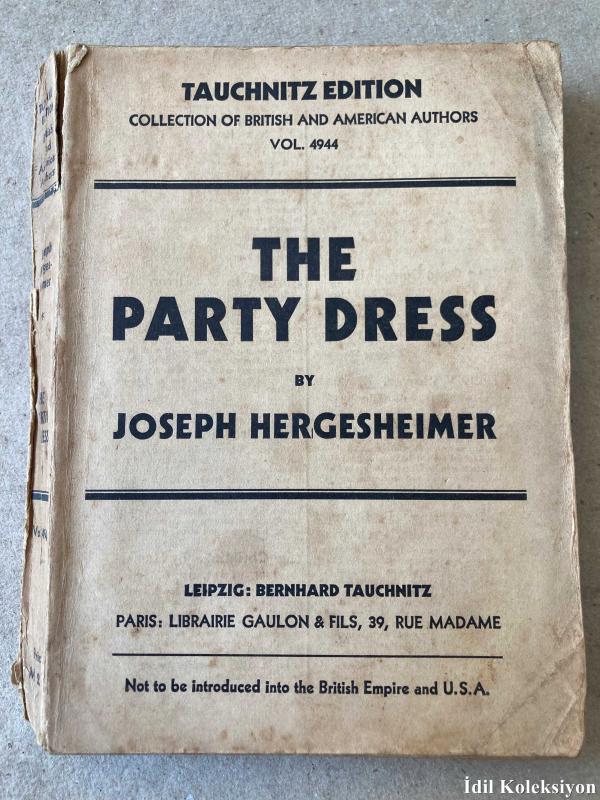 TAUCHNITZ EDITION
COLLECTION OF BRITISH AND AMERICAN AUTHORS
VOL. 4944
THE
PARTY DRESS
BY
JOSEPH HERGESHEIMER
LEIPZIG: BERNHARD TAUCHNITZ
PARIS: LIBRAIRIE GAULON & FILS, 39, RUE MADAME
Not to be introduced into the British Empire and U.S.A.
İdil Koleksiyon